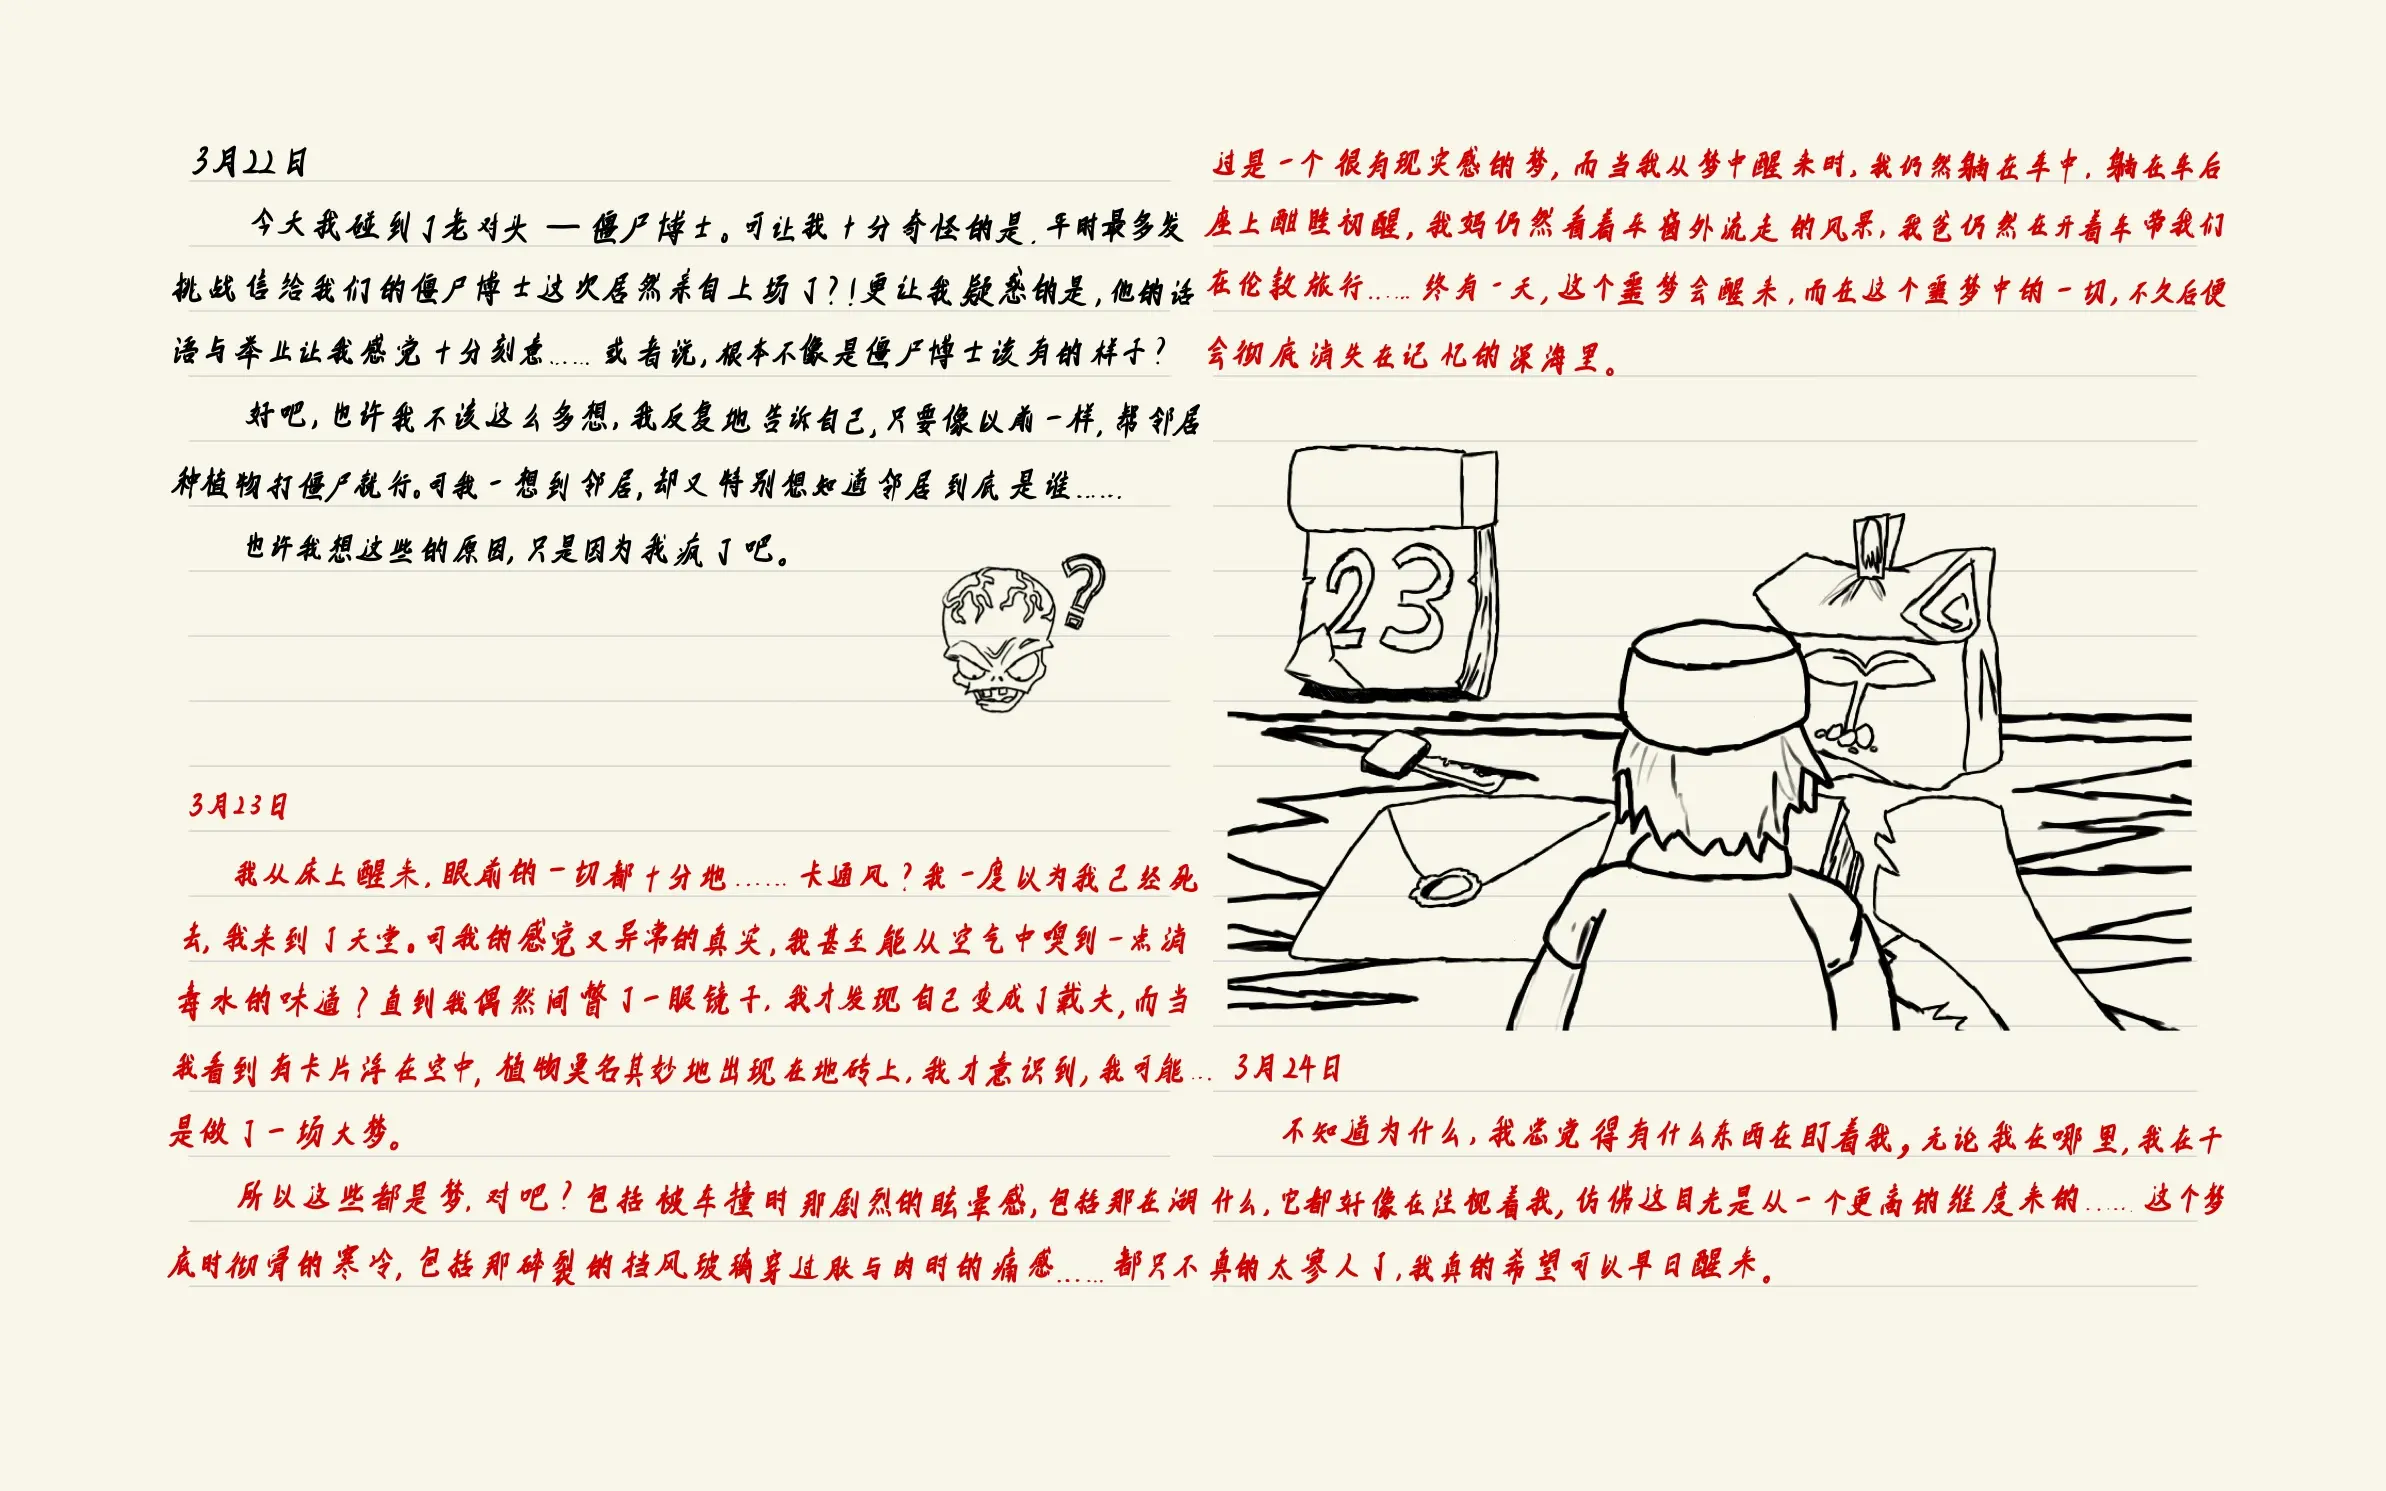 3月22日
今天我碰到了老对头——僵尸博士。可让我十分奇怪的是,平时最多发
挑战信给我们的僵尸博士这次居然亲自上场了?!更让我疑惑的是,他的话
语与举止让我感觉十分刻意……或者说,根本不像是僵尸博士该有的样子?
好吧,也许我不该这么多想,我反复地告诉自己,只要像以前一样,帮邻居
种植物打僵尸就行。可我一想到邻居,却又特别想知道邻居到底是谁……
也许我想这些的原因,只是因为我疯了吧。
?
3月23日
我从床上醒来,眼前的一切都十分地……卡通风?我一度以为我已经死
去,我来到了天堂。可我的感觉又异常的真实,我甚至能从空气中嗅到一点消
毒水的味道?直到我偶然间瞥了一眼镜子,我才发现自己变成了戴夫,而当
我看到有卡片浮在空中,植物莫名其妙地出现在地砖上,我才意识到,我可能…
是做了一场大梦。
所以这些都是梦,对吧?包括被车撞时那剧烈的眩晕感,包括那在湖
底时彻骨的寒冷,包括那碎裂的挡风玻璃穿过肤与肉时的痛感……都只不
过是一个很有现实感的梦,而当我从梦中醒来时,我仍然躺在车中,躺在车后
座上酣睡初醒,我妈仍然看着车窗外流走的风景,我爸仍然在开着车带我们
在伦敦旅行……终有一天,这个噩梦会醒来,而在这个噩梦中的一切,不久后便
会彻底消失在记忆的深海里。
23
3月24日
不知道为什么,我总觉得有什么东西在盯着我,无论我在哪里,我在干
什么,它都好像在注视着我,仿佛这目光是从一个更高的维度来的……这个梦
真的太害人了,我真的希望可以早日醒来。